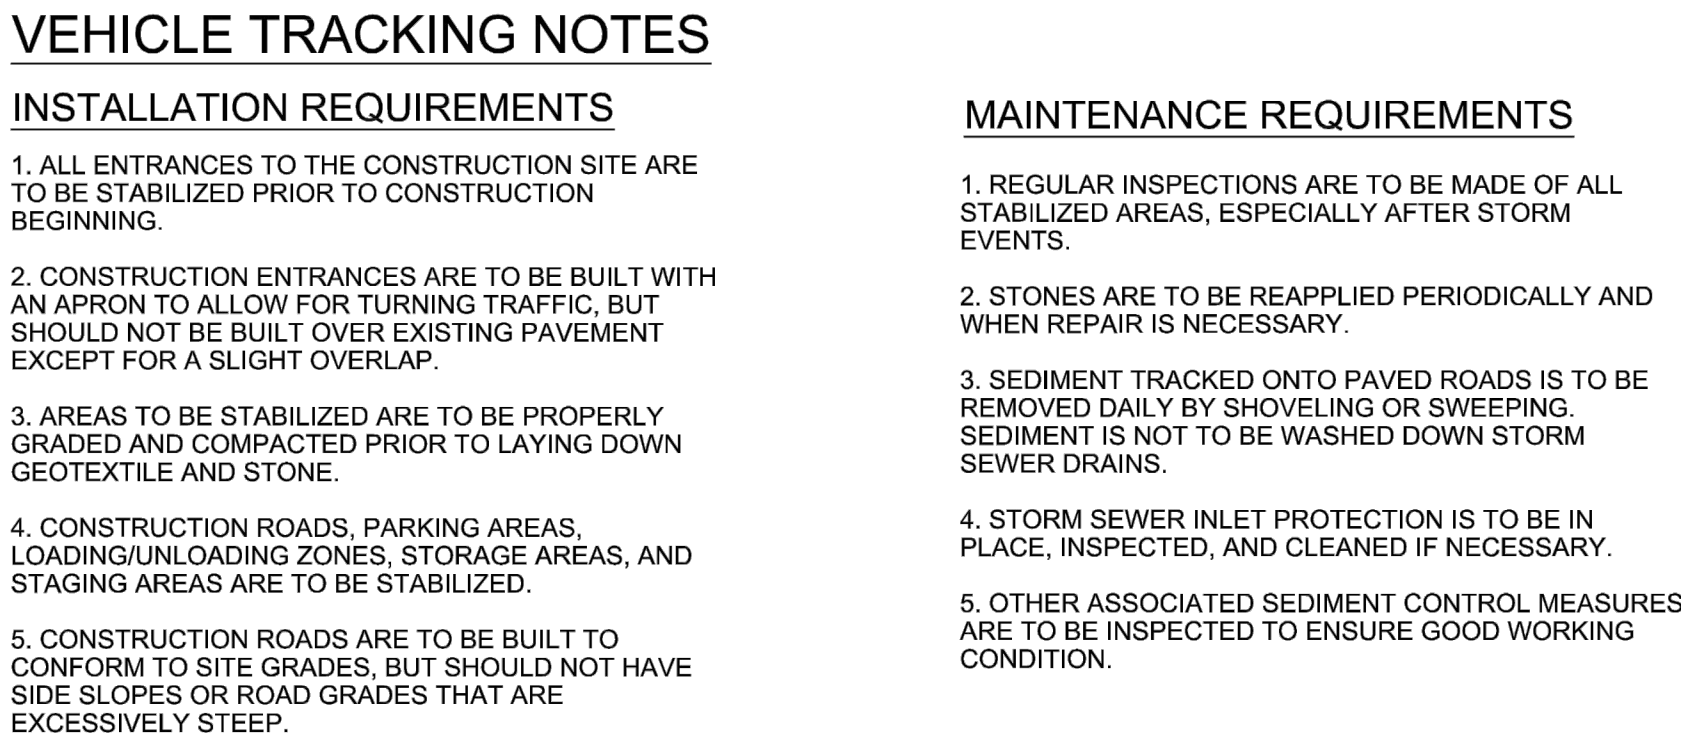 VEHICLE TRACKING NOTES
INSTALLATION REQUIREMENTS
1. ALL ENTRANCES TO THE CONSTRUCTION SITE ARE
TO BE STABILIZED PRIOR TO CONSTRUCTION
BEGINNING.
2. CONSTRUCTION ENTRANCES ARE TO BE BUILT WITH
AN APRON TO ALLOW FOR TURNING TRAFFIC, BUT
SHOULD NOT BE BUILT OVER EXISTING PAVEMENT
EXCEPT FOR A SLIGHT OVERLAP.
3. AREAS TO BE STABILIZED ARE TO BE PROPERLY
GRADED AND COMPACTED PRIOR TO LAYING DOWN
GEOTEXTILE AND STONE.
4. CONSTRUCTION ROADS, PARKING AREAS,
LOADING/UNLOADING ZONES, STORAGE AREAS, AND
STAGING AREAS ARE TO BE STABILIZED.
5. CONSTRUCTION ROADS ARE TO BE BUILT TO
CONFORM TO SITE GRADES, BUT SHOULD NOT HAVE
SIDE SLOPES OR ROAD GRADES THAT ARE
EXCESSIVELY STEEP.
MAINTENANCE REQUIREMENTS
1. REGULAR INSPECTIONS ARE TO BE MADE OF ALL
STABILIZED AREAS, ESPECIALLY AFTER STORM
EVENTS.
2. STONES ARE TO BE REAPPLIED PERIODICALLY AND
WHEN REPAIR IS NECESSARY.
3. SEDIMENT TRACKED ONTO PAVED ROADS IS TO BE
REMOVED DAILY BY SHOVELING OR SWEEPING.
SEDIMENT IS NOT TO BE WASHED DOWN STORM
SEWER DRAINS.
4. STORM SEWER INLET PROTECTION IS TO BE IN
PLACE, INSPECTED, AND CLEANED IF NECESSARY.
5. OTHER ASSOCIATED SEDIMENT CONTROL MEASURES
ARE TO BE INSPECTED TO ENSURE GOOD WORKING
CONDITION.